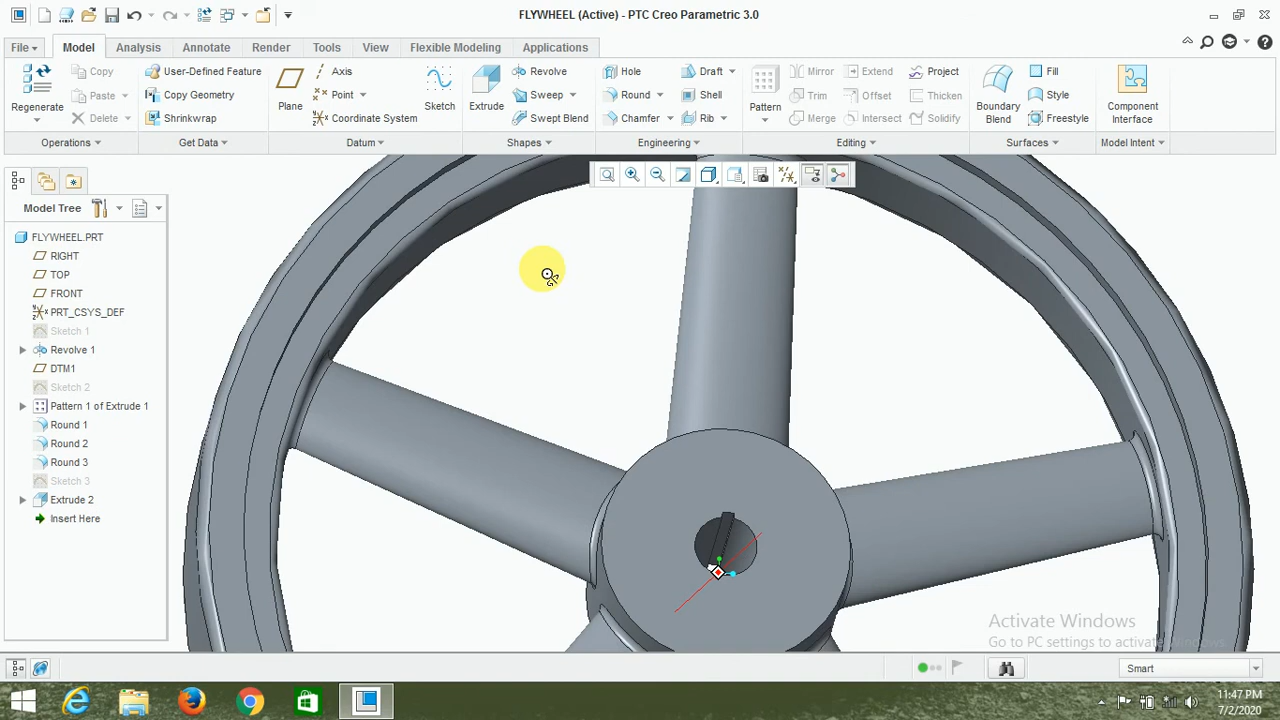 FLYWHEEL (Active) - PTC Creo Parametric 3.0
File Model Analysis Annotate Render Tools View Flexible Modeling Applications
Regenerate
Copy
Paste
Delete
Operations
User-Defined Feature
Copy Geometry
Shrinkwrap
Get Data
Plane
Axis
Point
Coordinate System
Sketch
Datum
Extrude
Revolve
Sweep
Swept Blend
Shapes
Hole
Round
Chamfer
Draft
Shell
Rib
Engineering
Pattern
Mirror
Trim
Merge
Extend
Offset
Intersect
Project
Thicken
Solidify
Editing
Boundary
Blend
Fill
Style
Freestyle
Surfaces
Component
Interface
Model Intent
Model Tree
FLYWHEEL.PRT
RIGHT
TOP
FRONT
PRT_CSYS_DEF
Sketch 1
Revolve 1
DTM1
Sketch 2
Pattern 1 of Extrude 1
Round 1
Round 2
Round 3
Sketch 3
Extrude 2
Insert Here
Activate Windows
Go to PC settings to activate Windows.
Smart
11:47 PM
7/2/2020